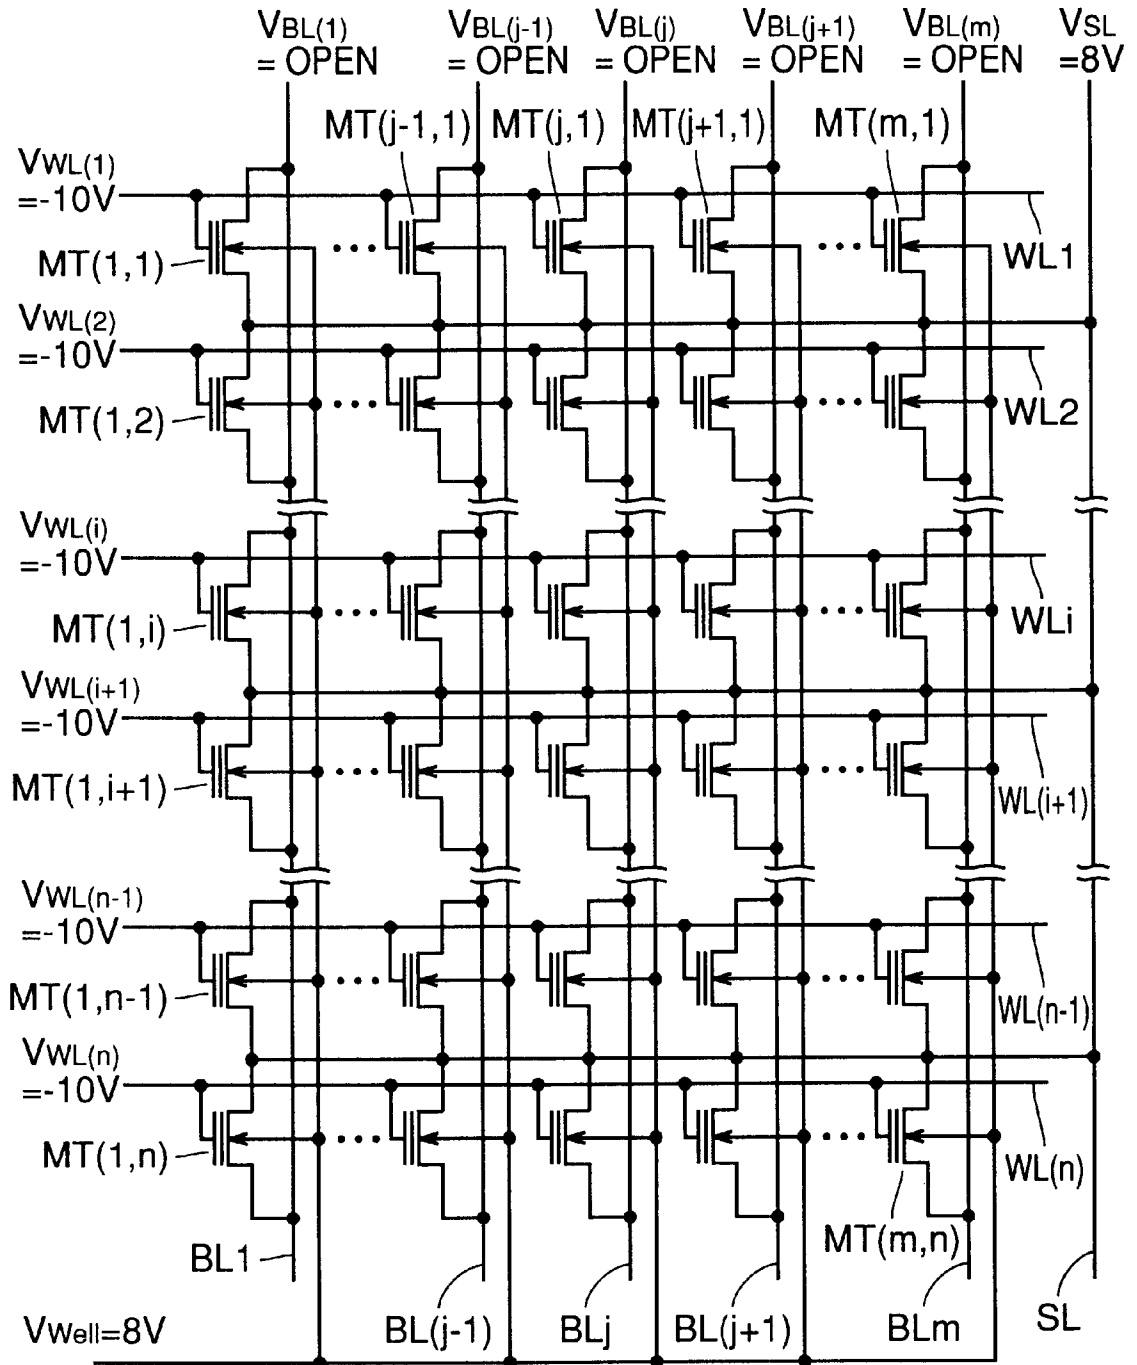 VBL(1)
= OPEN
VBL(j-1)
= OPEN
VBL(j)
= OPEN
VBL(j+1)
= OPEN
VBL(m)
= OPEN
VSL
=8V
MT(j-1,1)
MT(j,1)
MT(j+1,1)
MT(m,1)
VWL(1)
=-10V
MT(1,1)
WL1
VWL(2)
=-10V
MT(1,2)
WL2
VWL(i)
=-10V
MT(1,i)
WLi
VWL(i+1)
=-10V
MT(1,i+1)
WL(i+1)
VWL(n-1)
=-10V
MT(1,n-1)
WL(n-1)
VWL(n)
=-10V
MT(1,n)
WL(n)
MT(m,n)
BL1
BL(j-1)
BLj
BL(j+1)
BLm
SL
VWell=8V